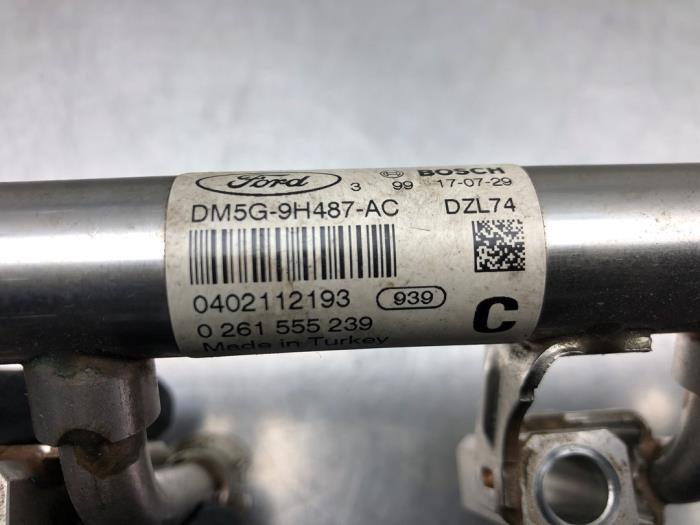 Ford 3 99 BOSCH 17-07-29
DM5G-9H487-AC DZL74
0402112193 939
0 261 555 239 C
Made in Turkey